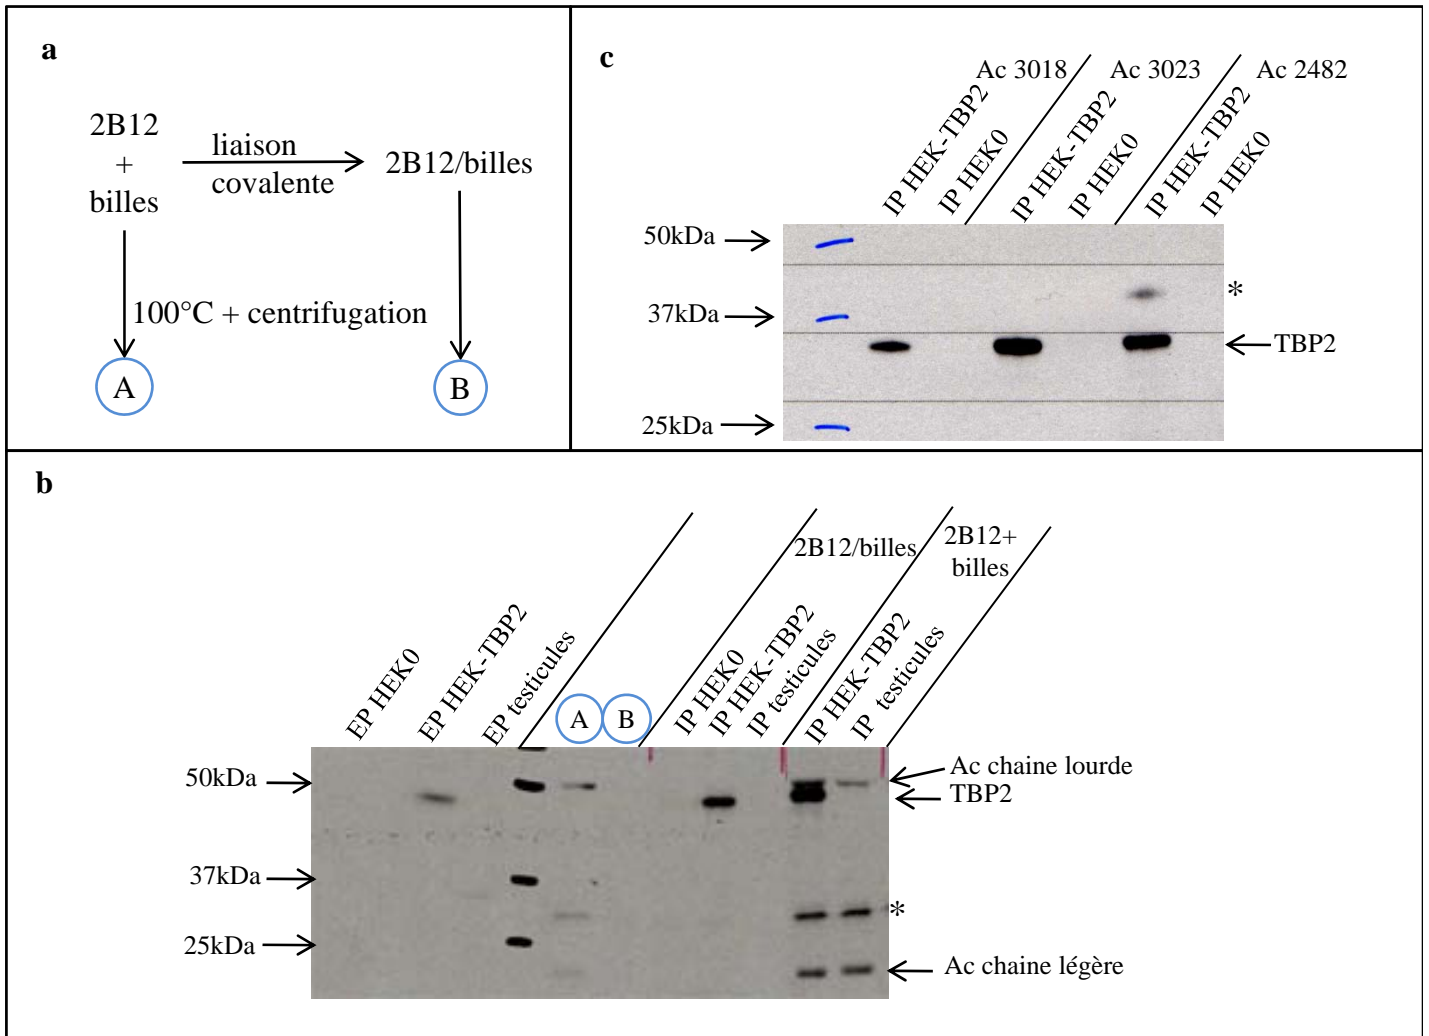 a
2B12
+
billes
liaison
covalente
2B12/billes
100°C + centrifugation
A
B
c
Ac 3018
Ac 3023
Ac 2482
IP HEK-TBP2
IP HEK0
IP HEK-TBP2
IP HEK0
IP HEK-TBP2
IP HEK0
50kDa
37kDa
25kDa
*
TBP2
b
2B12/billes
2B12+
billes
EP HEK0
EP HEK-TBP2
EP testicules
A
B
IP HEK0
IP HEK-TBP2
IP testicules
IP HEK-TBP2
IP testicules
50kDa
37kDa
25kDa
Ac chaine lourde
TBP2
*
Ac chaine légère